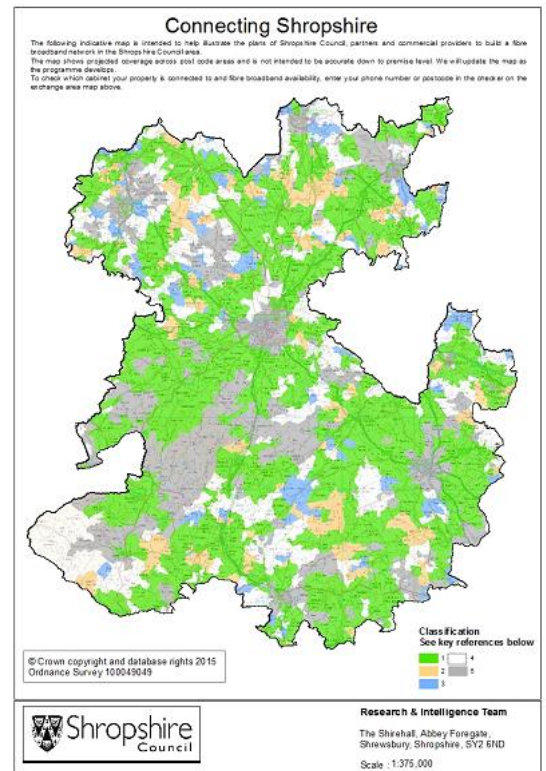 Connecting Shropshire
The following indicative map is intended to help illustrate the plans of Shropshire Council, partners and commercial providers to build a fibre
broadband network in the Shropshire Council area.
The map shows projected coverage across post code areas and is not intended to be accurate down to premise level. We will update the map as
the programme develops.
To check which cabinet your property is connected to and fibre broadband availability, enter your phone number or postcode in the checker on the
exchange area map above.
Classification
See key references below
1 4
2 5
3
© Crown copyright and database rights 2015
Ordnance Survey 100049049
Shropshire
Council
Research & Intelligence Team
The Shirehall, Abbey Foregate,
Shrewsbury, Shropshire, SY2 6ND
Scale : 1:375,000